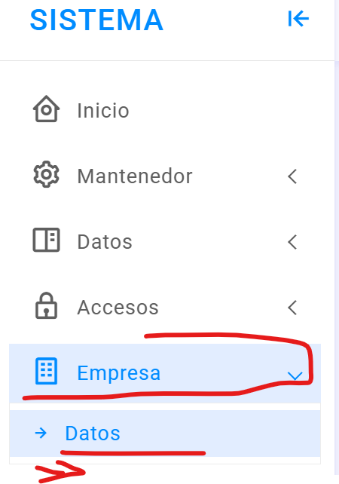 SISTEMA
Inicio
Mantenedor
Datos
Accesos
Empresa
Datos